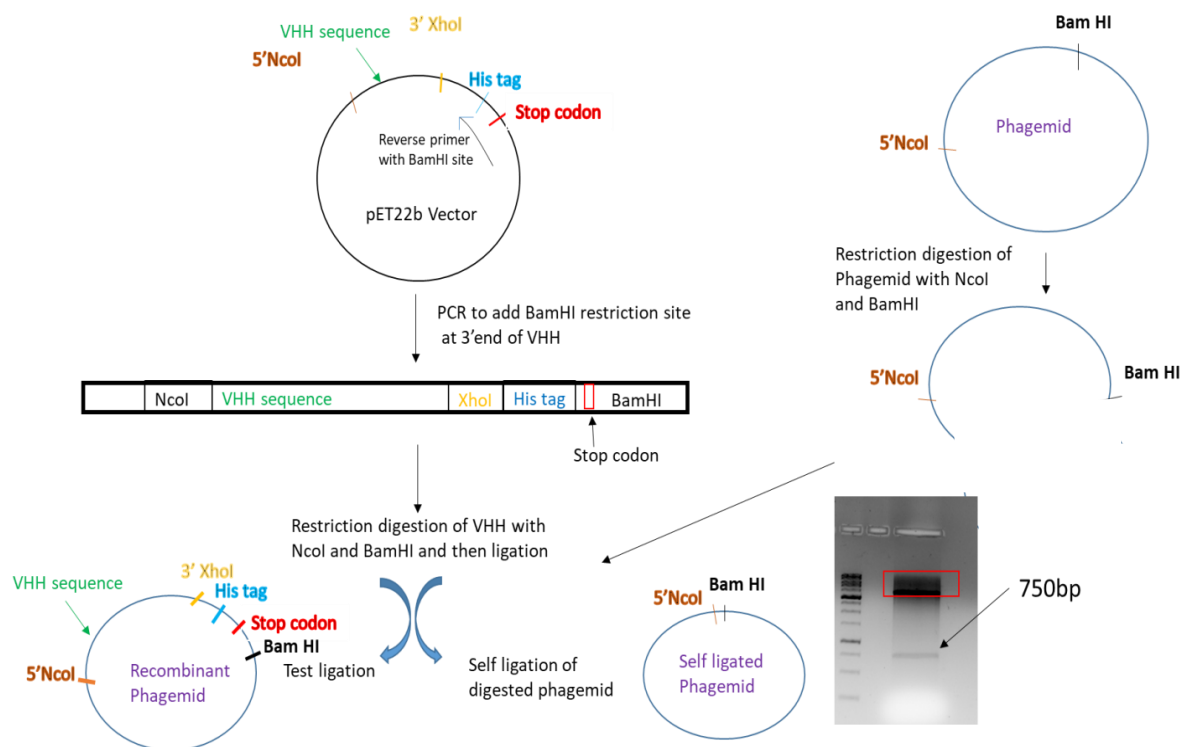 3' XhoI
VHH sequence
5'NcoI
His tag
Stop codon
Reverse primer
with BamHI site
pET22b Vector
PCR to add BamHI restriction site
at 3'end of VHH
NcoI
VHH sequence
XhoI
His tag
BamHI
Stop codon
Restriction digestion of VHH with
NcoI and BamHI and then ligation
Bam HI
Phagemid
5'NcoI
Restriction digestion of
Phagemid with NcoI
and BamHI
5'NcoI
Bam HI
VHH sequence
3' XhoI
His tag
Stop codon
Bam HI
5'NcoI
Recombinant
Phagemid
Test ligation
Self ligation of
digested phagemid
5'NcoI
Bam HI
Self ligated
Phagemid
750bp